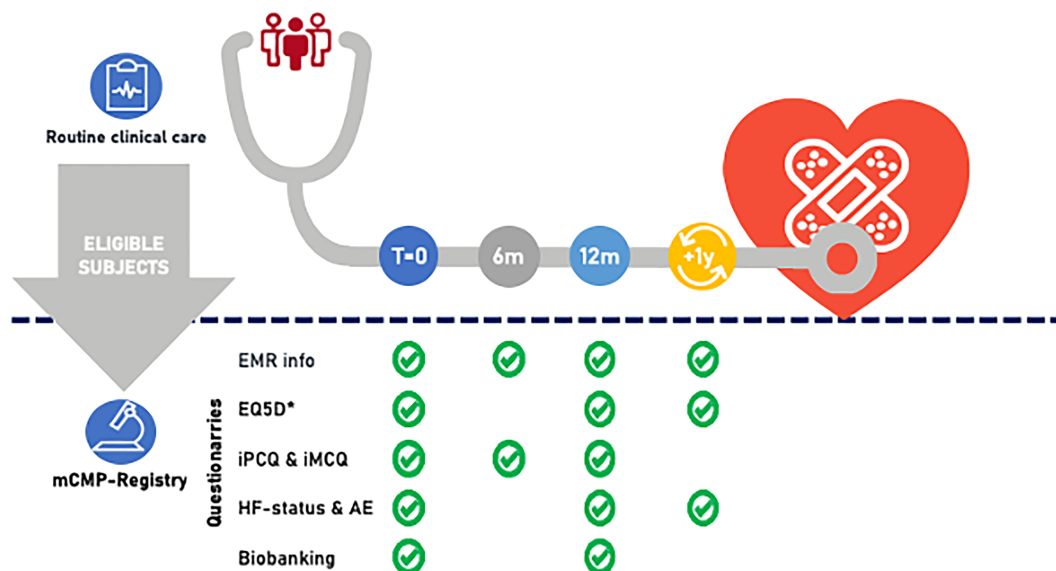 Routine clinical care
ELIGIBLE
SUBJECTS
T=0
6m
12m
+1y
mCMP-Registry
Questionarries
EMR info
EQ5D*
iPCQ & iMCQ
HF-status & AE
Biobanking